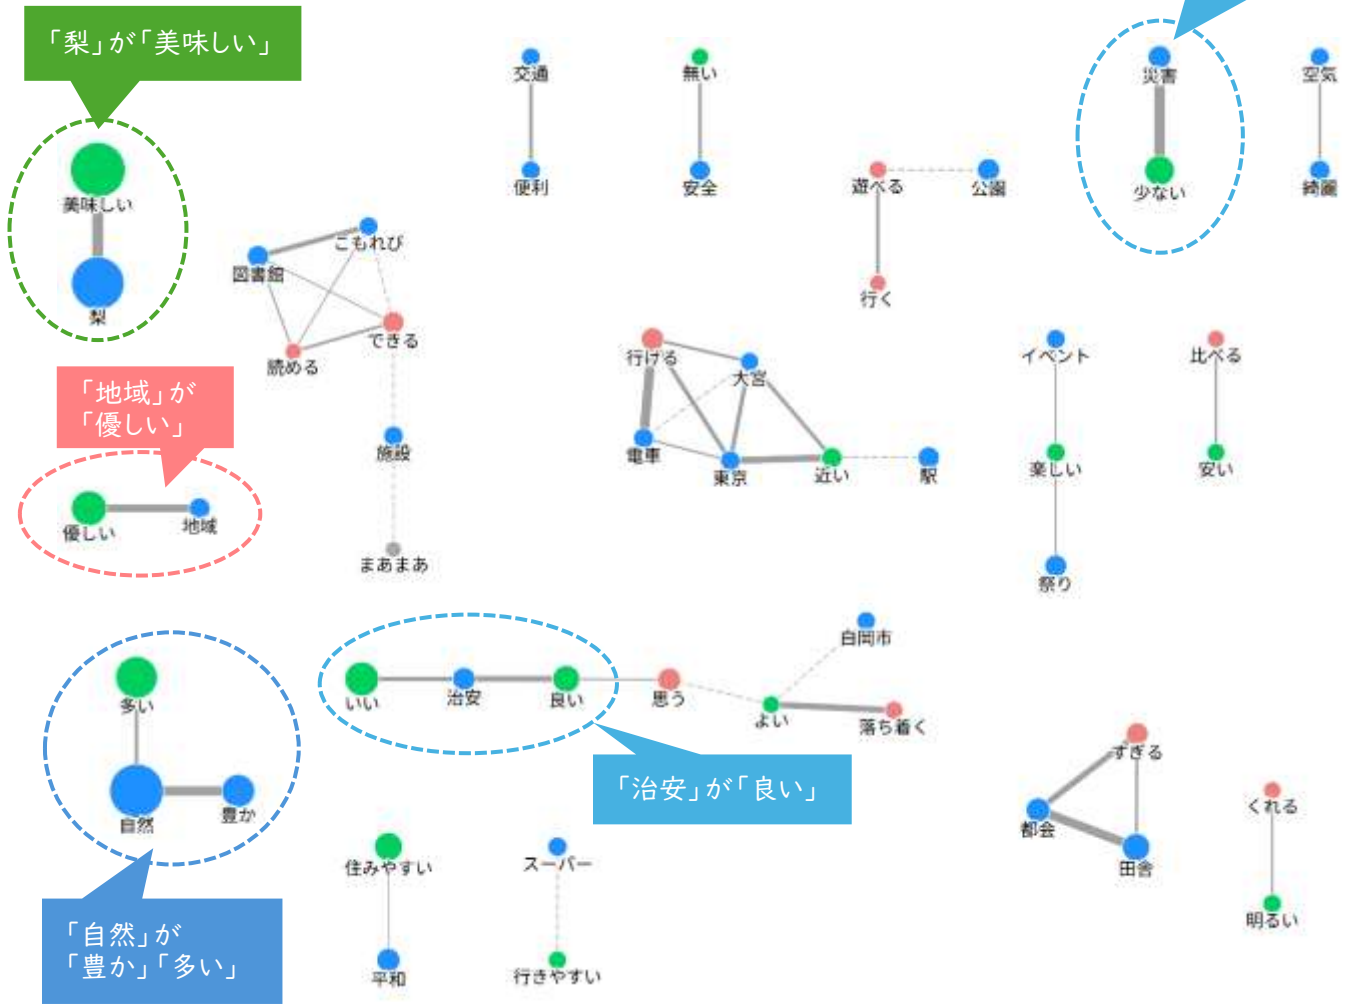 「梨」が「美味しい」
交通
無い
災害
空気
美味しい
便利
安全
遊べる
公園
少ない
綺麗
こもれび
図書館
行く
梨
できる
読める
行ける
大宮
イベント
比べる
「地域」が
「優しい」
施設
電車
東京
近い
駅
楽しい
安い
優しい
地域
まあまあ
祭り
白岡市
多い
いい
治安
良い
思う
よい
落ち着く
「治安」が「良い」
すぎる
自然
豊か
都会
くれる
住みやすい
スーパー
田舎
明るい
「自然」が
「豊か」「多い」
平和
行きやすい